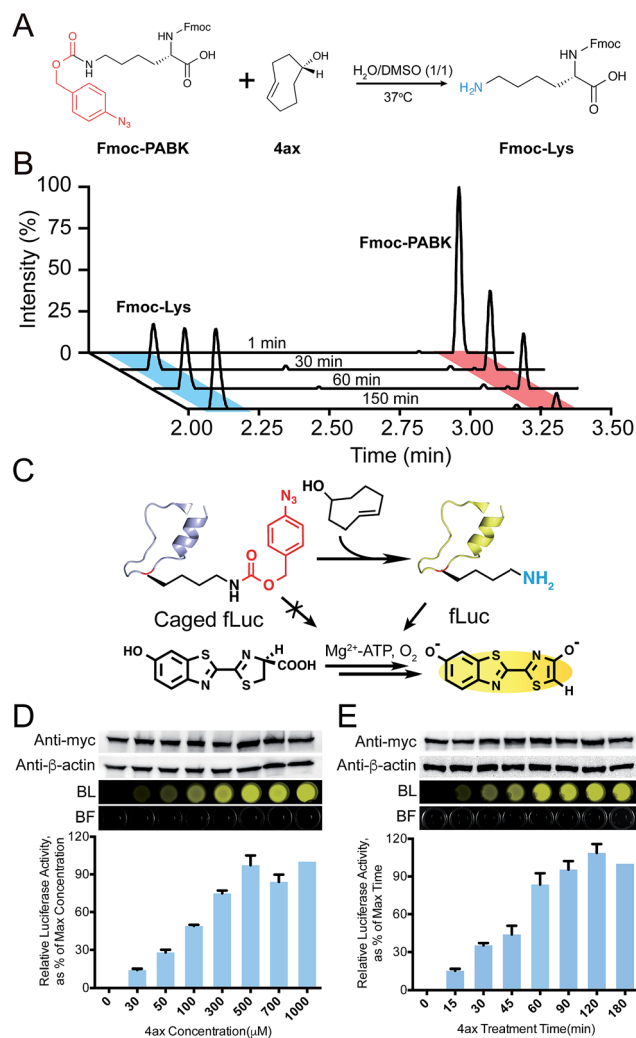 A
O
N
H
N
H
Fmoc
OH
O
O
N3
Fmoc-PABK
+
OH
H
4ax
H2O/DMSO (1/1)
37°C
H2N
HN
Fmoc
OH
O
Fmoc-Lys
B
Intensity (%)
100
75
50
25
0
Fmoc-PABK
Fmoc-Lys
1 min
30 min
60 min
150 min
2.00 2.25 2.50 2.75 3.00 3.25 3.50
Time (min)
C
HO
N3
N
H
O
O
NH2
Caged fLuc
fLuc
HO
S
N
N
S
H
COOH
Mg2+-ATP, O2
O-
S
N
N
S
O-
H
D
Anti-myc
Anti-β-actin
BL
BF
Relative Luciferase Activity,
as % of Max Concentration
120
90
60
30
0
0 30 50 100 300 500 700 1000
4ax Concentration(μM)
E
Anti-myc
Anti-β-actin
BL
BF
Relative Luciferase Activity,
as % of Max Time
120
90
60
30
0
0 15 30 45 60 90 120 180
4ax Treatment Time(min)